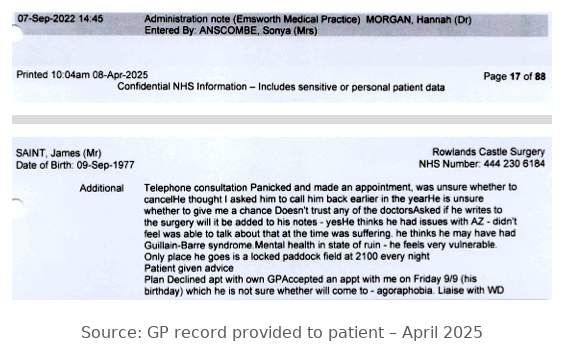 07-Sep-2022 14:45 Administration note (Emsworth Medical Practice) MORGAN, Hannah (Dr)
Entered By: ANSCOMBE, Sonya (Mrs)
Printed 10:04am 08-Apr-2025 Page 17 of 88
Confidential NHS Information – Includes sensitive or personal patient data
SAINT, James (Mr) Rowlands Castle Surgery
Date of Birth: 09-Sep-1977 NHS Number: 444 230 6184
Additional Telephone consultation Panicked and made an appointment, was unsure whether to
cancelHe thought I asked him to call him back earlier in the yearHe is unsure
whether to give me a chance Doesn't trust any of the doctorsAsked if he writes to
the surgery will it be added to his notes - yesHe thinks he had issues with AZ - didn't
feel was able to talk about that at the time was suffering. he thinks he may have had
Guillain-Barre syndrome.Mental health in state of ruin - he feels very vulnerable.
Only place he goes is a locked paddock field at 2100 every night
Patient given advice
Plan Declined apt with own GPAccepted an appt with me on Friday 9/9 (his
birthday) which he is not sure whether will come to - agoraphobia. Liaise with WD
Source: GP record provided to patient – April 2025